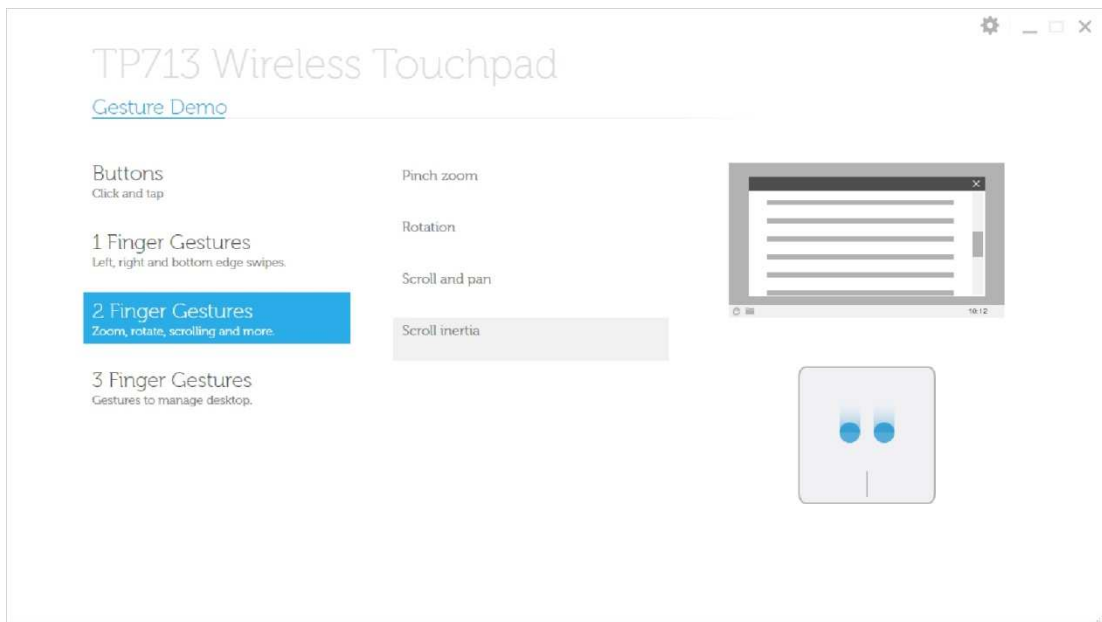 TP713 Wireless Touchpad
Gesture Demo
Buttons
Click and tap
1 Finger Gestures
Left, right and bottom edge swipes.
2 Finger Gestures
Zoom, rotate, scrolling and more.
3 Finger Gestures
Gestures to manage desktop.
Pinch zoom
Rotation
Scroll and pan
Scroll inertia
10:12